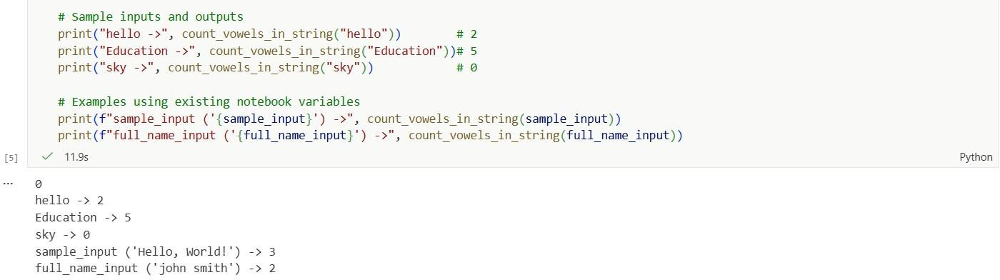 # Sample inputs and outputs
print("hello ->", count_vowels_in_string("hello"))        # 2
print("Education ->", count_vowels_in_string("Education"))# 5
print("sky ->", count_vowels_in_string("sky"))            # 0
# Examples using existing notebook variables
print(f"sample_input ('{sample_input}') ->", count_vowels_in_string(sample_input))
print(f"full_name_input ('{full_name_input}') ->", count_vowels_in_string(full_name_input))
[5] ✓ 11.9s Python
... 0
hello -> 2
Education -> 5
sky -> 0
sample_input ('Hello, World!') -> 3
full_name_input ('john smith') -> 2